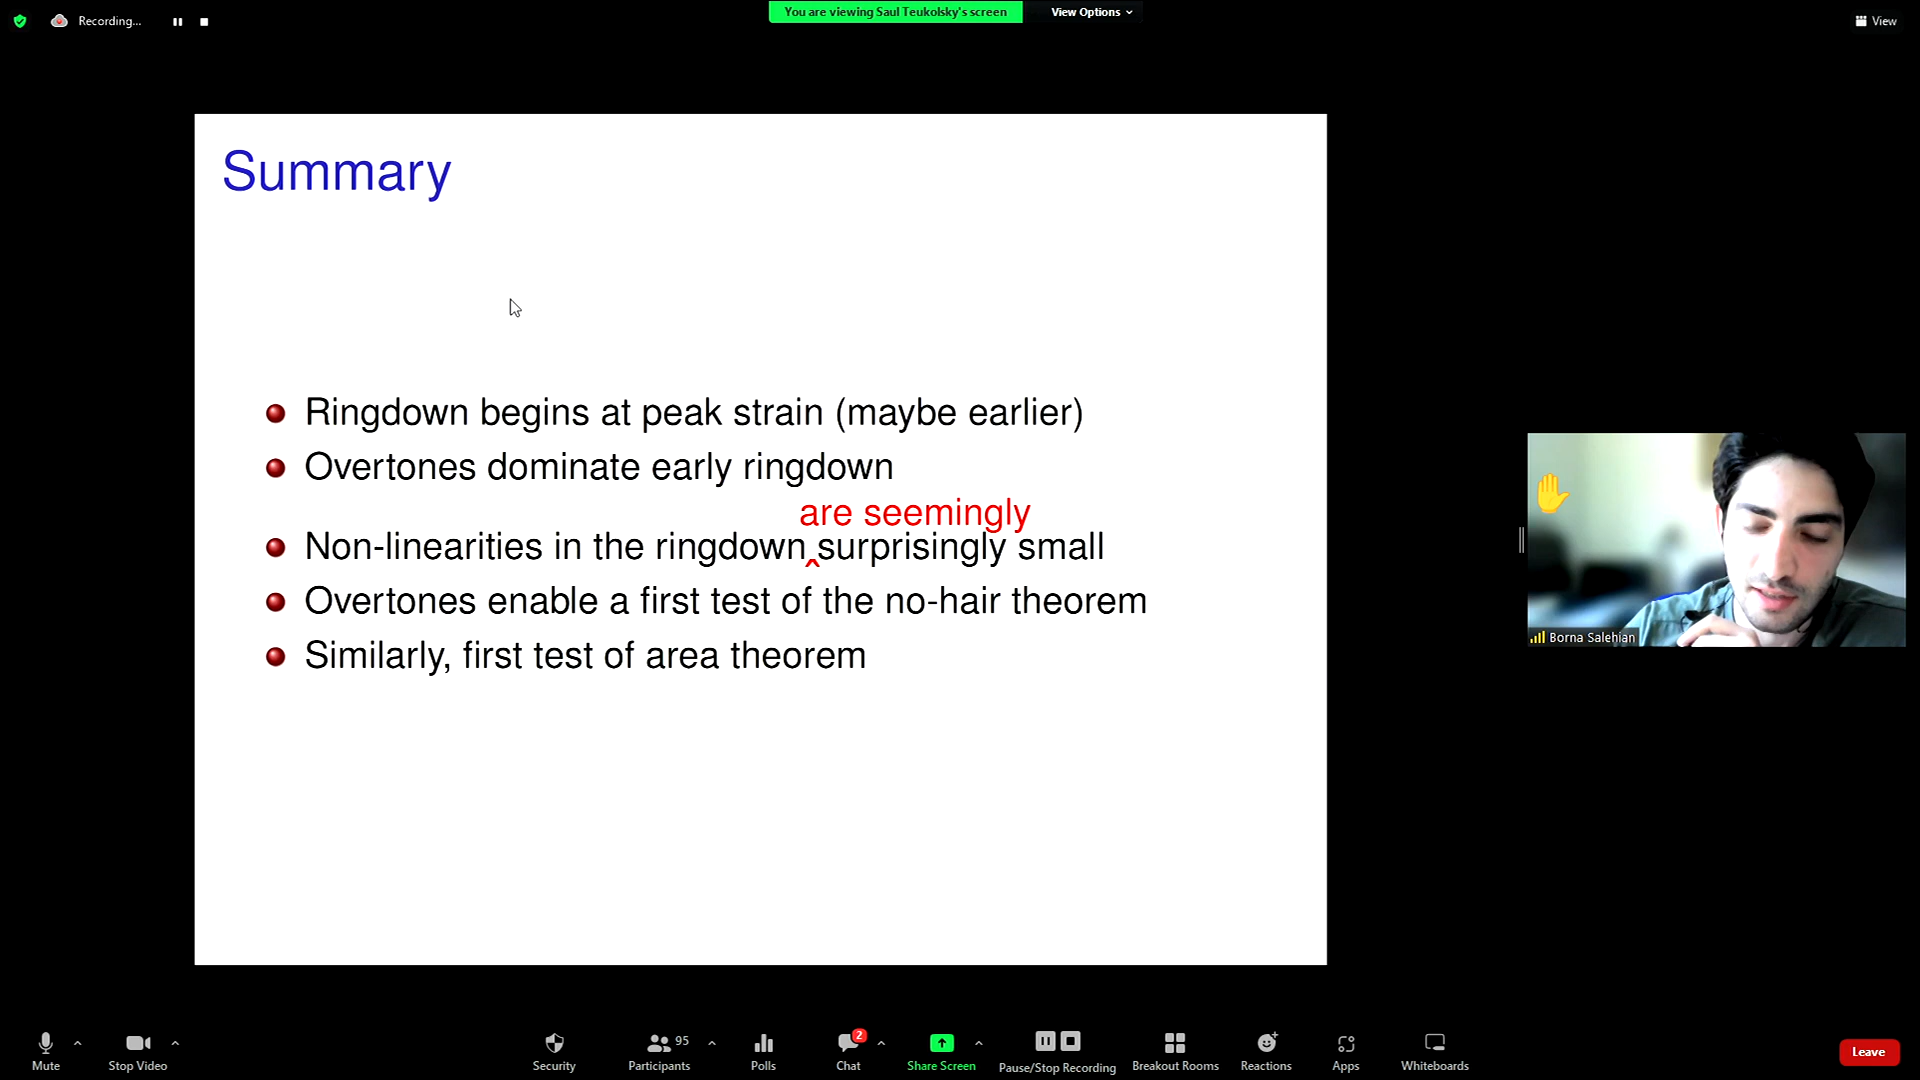 Recording...
You are viewing Saul Teukolsky's screen
View Options
View
Summary
Ringdown begins at peak strain (maybe earlier)
Overtones dominate early ringdown
are seemingly
Non-linearities in the ringdown ^ surprisingly small
Overtones enable a first test of the no-hair theorem
Similarly, first test of area theorem
Borna Salehian
95
2
Mute
Stop Video
Security
Participants
Polls
Chat
Share Screen
Pause/Stop Recording
Breakout Rooms
Reactions
Apps
Whiteboards
Leave